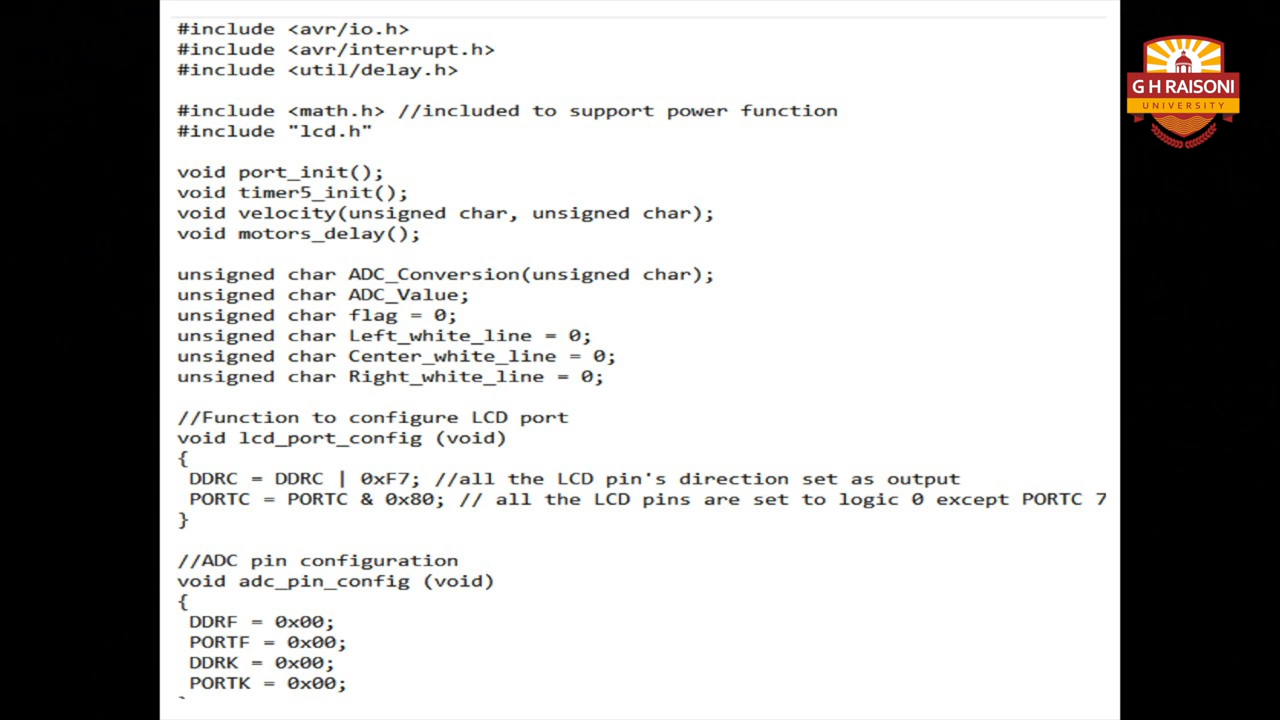 #include <avr/io.h>
#include <avr/interrupt.h>
#include <util/delay.h>
#include <math.h> //included to support power function
#include "lcd.h"
void port_init();
void timer5_init();
void velocity(unsigned char, unsigned char);
void motors_delay();
unsigned char ADC_Conversion(unsigned char);
unsigned char ADC_Value;
unsigned char flag = 0;
unsigned char Left_white_line = 0;
unsigned char Center_white_line = 0;
unsigned char Right_white_line = 0;
//Function to configure LCD port
void lcd_port_config (void)
{
DDRC = DDRC | 0xF7; //all the LCD pin's direction set as output
PORTC = PORTC & 0x80; // all the LCD pins are set to logic 0 except PORTC 7
}
//ADC pin configuration
void adc_pin_config (void)
{
DDRF = 0x00;
PORTF = 0x00;
DDRK = 0x00;
PORTK = 0x00;
G H RAISONI
UNIVERSITY